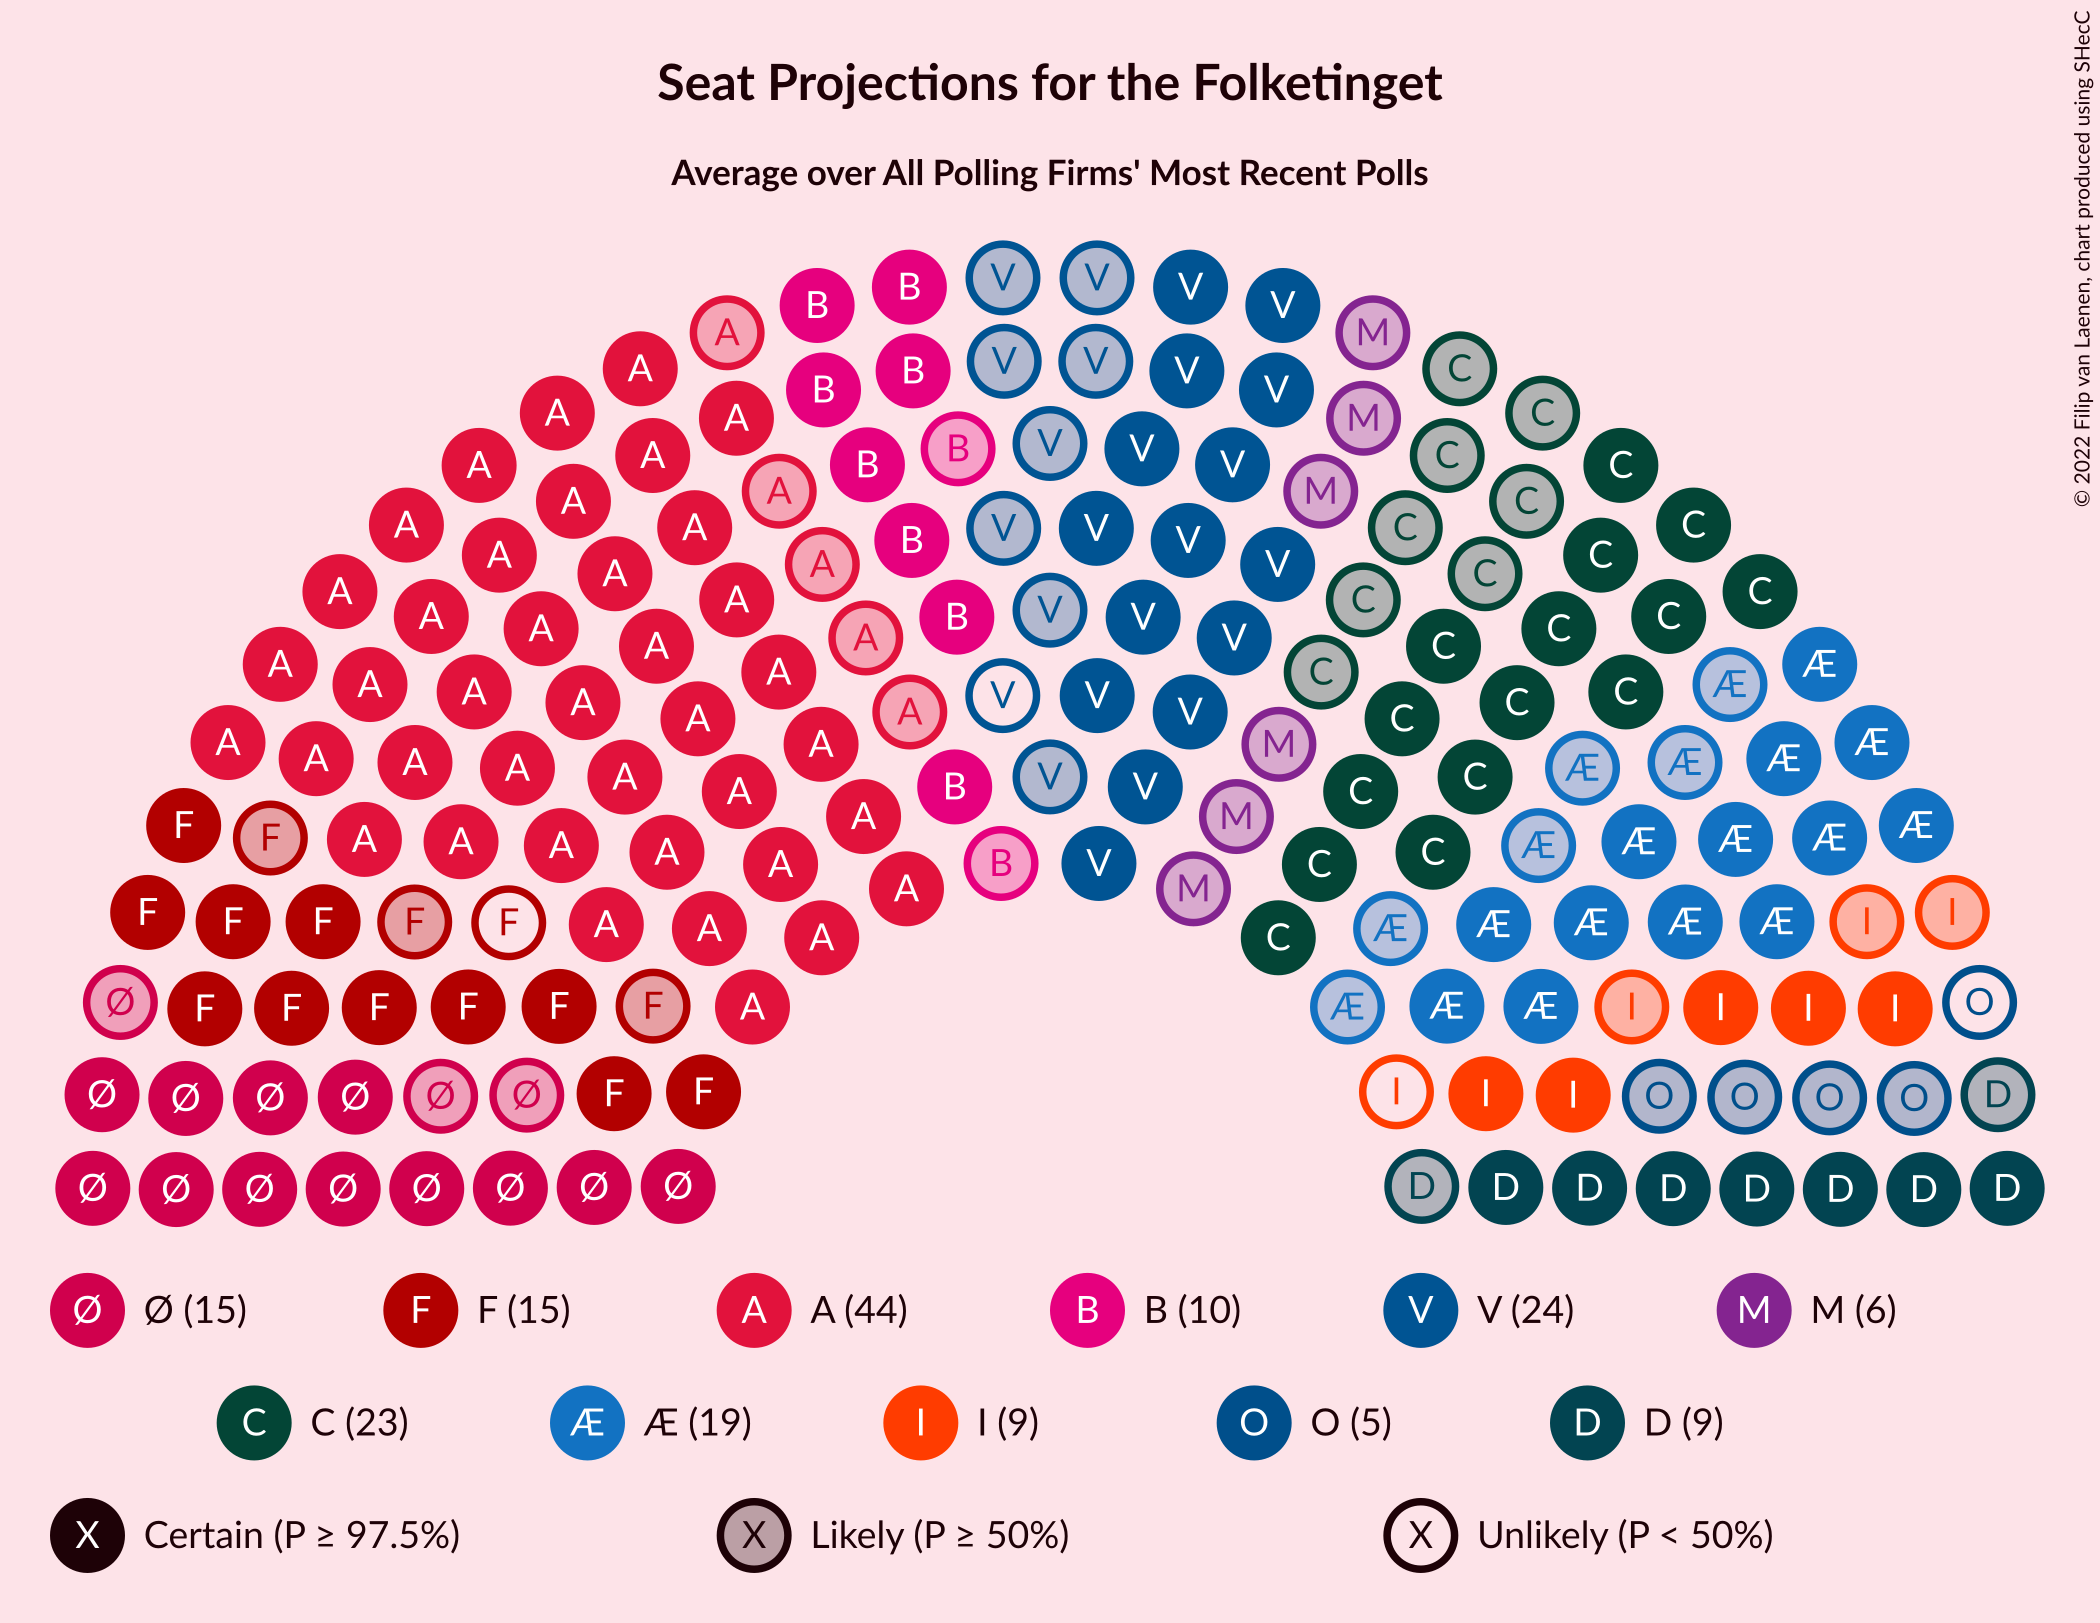 © 2022 Filip van Laenen, chart produced using SHecC
Seat Projections for the Folketinget
Average over All Polling Firms' Most Recent Polls
B B V V V V
A A B V V V M C
A A B V M C
A A B B V V V C C
A A M C
A A B V V V C C
A A A V C C
A A C C
A A A B V V V C C
A A A C C Æ
A A A A A V V V C C C Æ
A A A A A A A B V V M C C Æ Æ Æ Æ
F F A A A A A A B V M C C Æ Æ Æ Æ Æ
F F F F F A A A A M C Æ Æ Æ Æ Æ I I
Ø F F F F F F A Æ Æ Æ I I I I O
Ø Ø Ø Ø Ø Ø F F I I I O O O O D
Ø Ø Ø Ø Ø Ø Ø Ø D D D D D D D D
Ø Ø (15) F F (15) A A (44) B B (10) V V (24) M M (6)
C C (23) Æ Æ (19) I I (9) O O (5) D D (9)
X Certain (P ≥ 97.5%) X Likely (P ≥ 50%) X Unlikely (P < 50%)